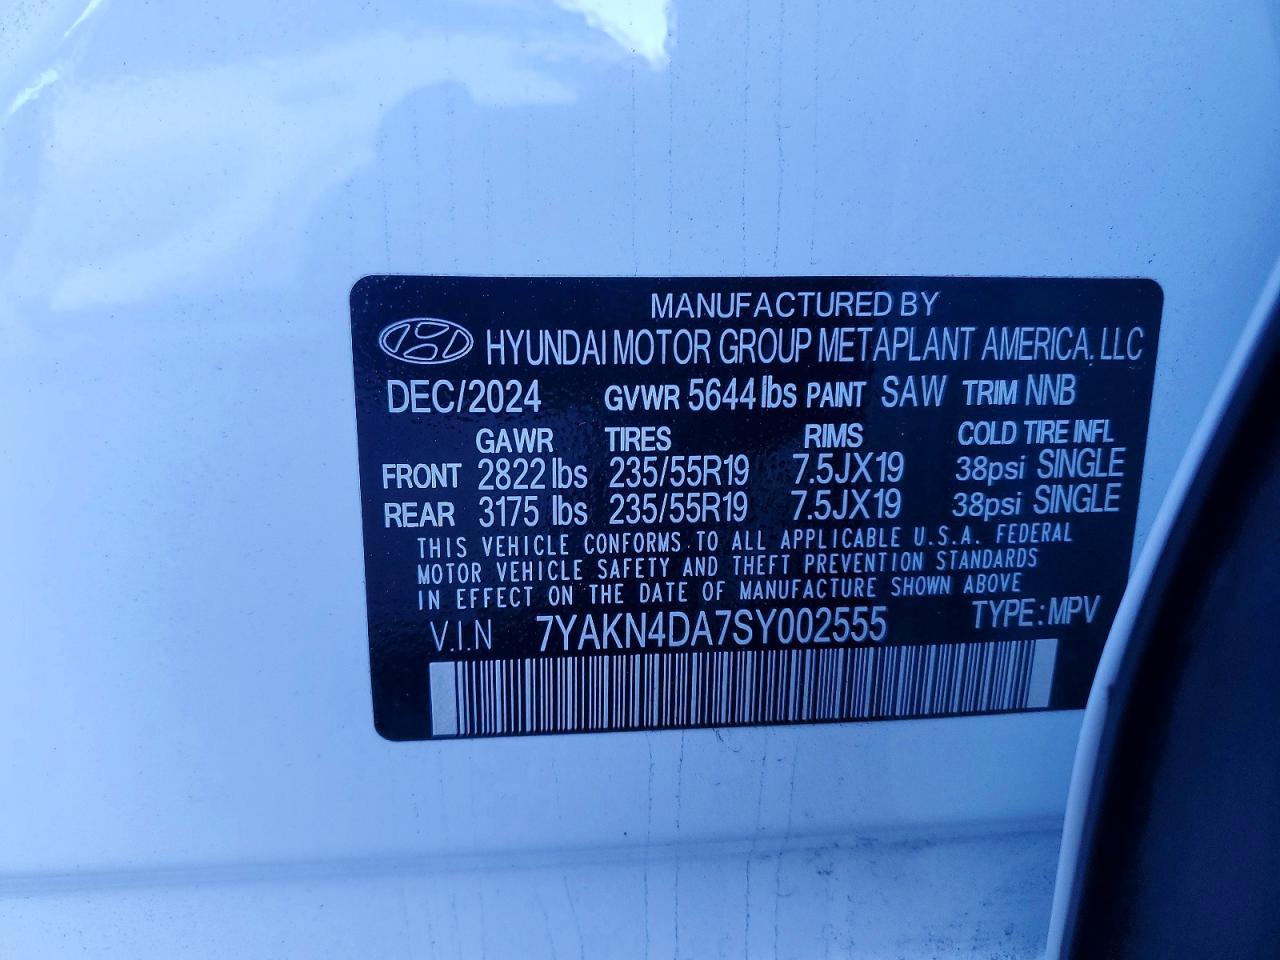 MANUFACTURED BY
HYUNDAI MOTOR GROUP METAPLANT AMERICA. LLC
DEC/2024 GVWR 5644 lbs PAINT SAW TRIM NNB
GAWR TIRES RIMS COLD TIRE INFL
FRONT 2822 lbs 235/55R19 7.5JX19 38psi SINGLE
REAR 3175 lbs 235/55R19 7.5JX19 38psi SINGLE
THIS VEHICLE CONFORMS TO ALL APPLICABLE U.S.A. FEDERAL
MOTOR VEHICLE SAFETY AND THEFT PREVENTION STANDARDS
IN EFFECT ON THE DATE OF MANUFACTURE SHOWN ABOVE
V.I.N 7YAKN4DA7SY002555 TYPE: MPV